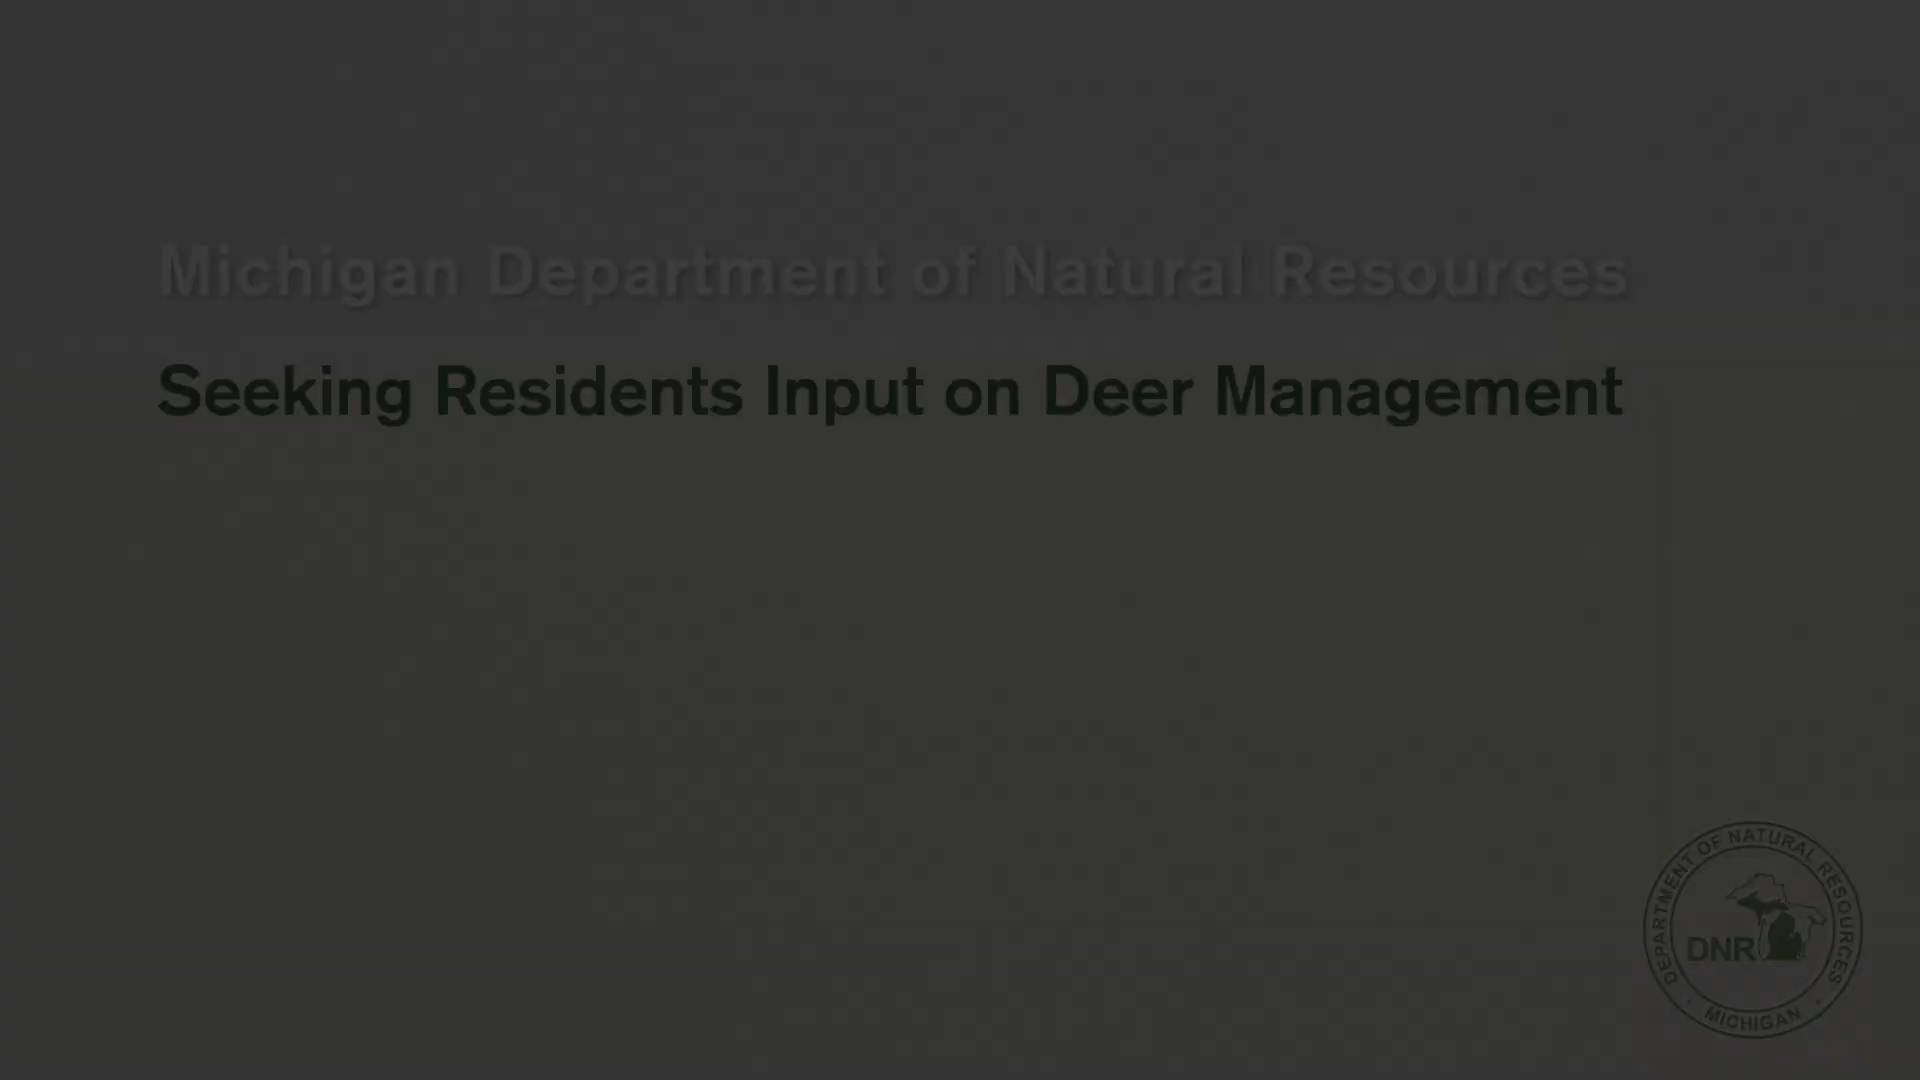 Michigan Department of Natural Resources
Seeking Residents Input on Deer Management
DEPARTMENT OF NATURAL RESOURCES
DNR
MICHIGAN